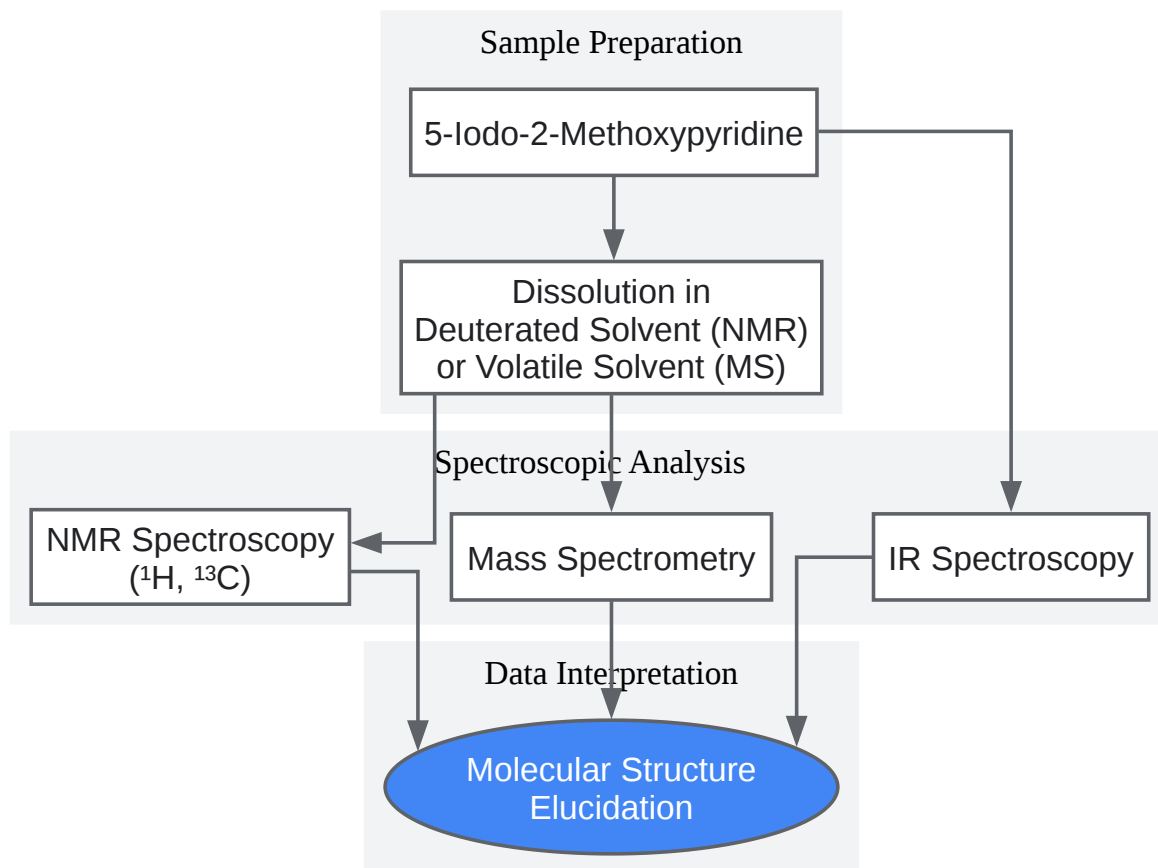 Sample Preparation
5-Iodo-2-Methoxypyridine
Dissolution in
Deuterated Solvent (NMR)
or Volatile Solvent (MS)
Spectroscopic Analysis
NMR Spectroscopy
(¹H, ¹³C)
Mass Spectrometry
IR Spectroscopy
Data Interpretation
Molecular Structure
Elucidation